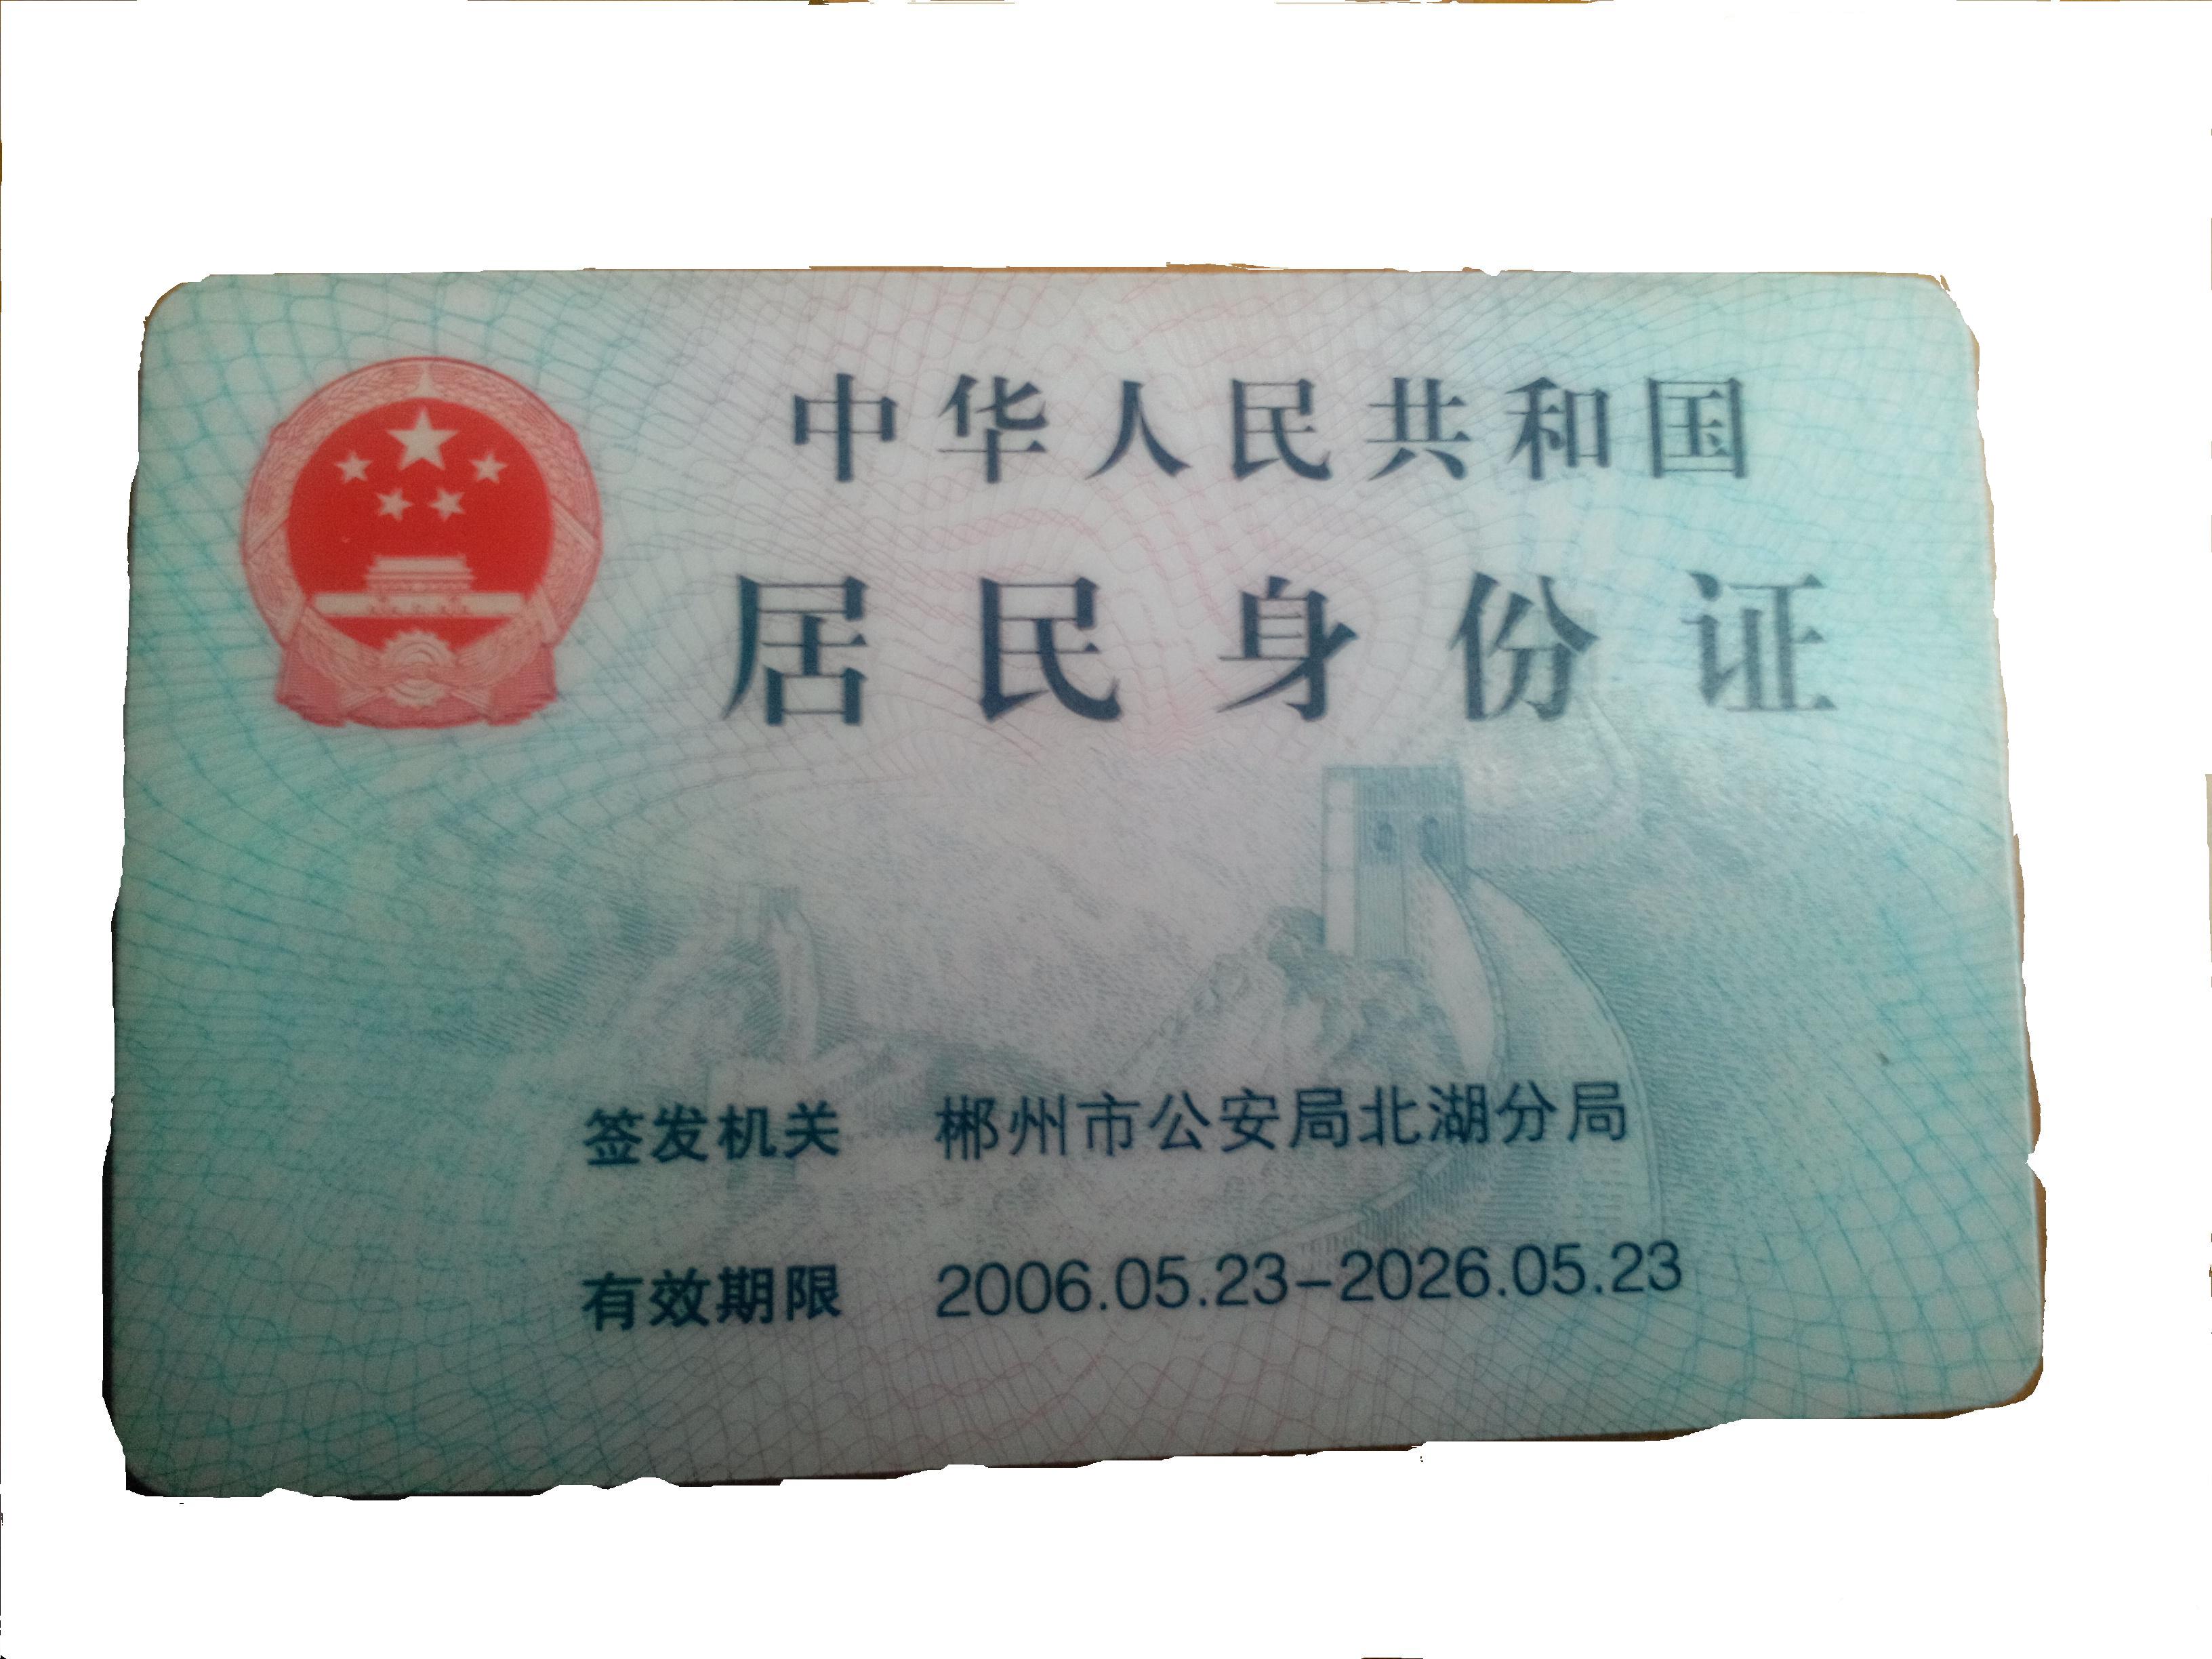 中华人民共和国
居民身份证
签发机关 郴州市公安局北湖分局
有效期限 2006.05.23-2026.05.23